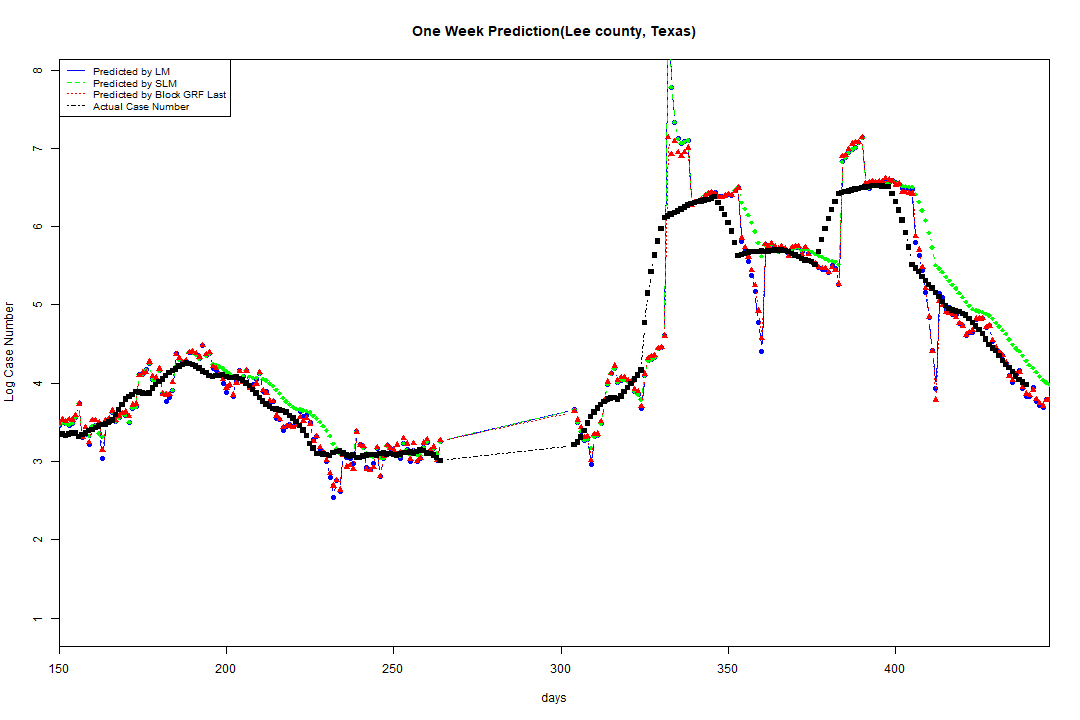 One Week Prediction(Lee county, Texas)
Predicted by LM
Predicted by SLM
Predicted by Block GRF Last
Actual Case Number
Log Case Number
8
7
6
5
4
3
2
1
150 200 250 300 350 400
days